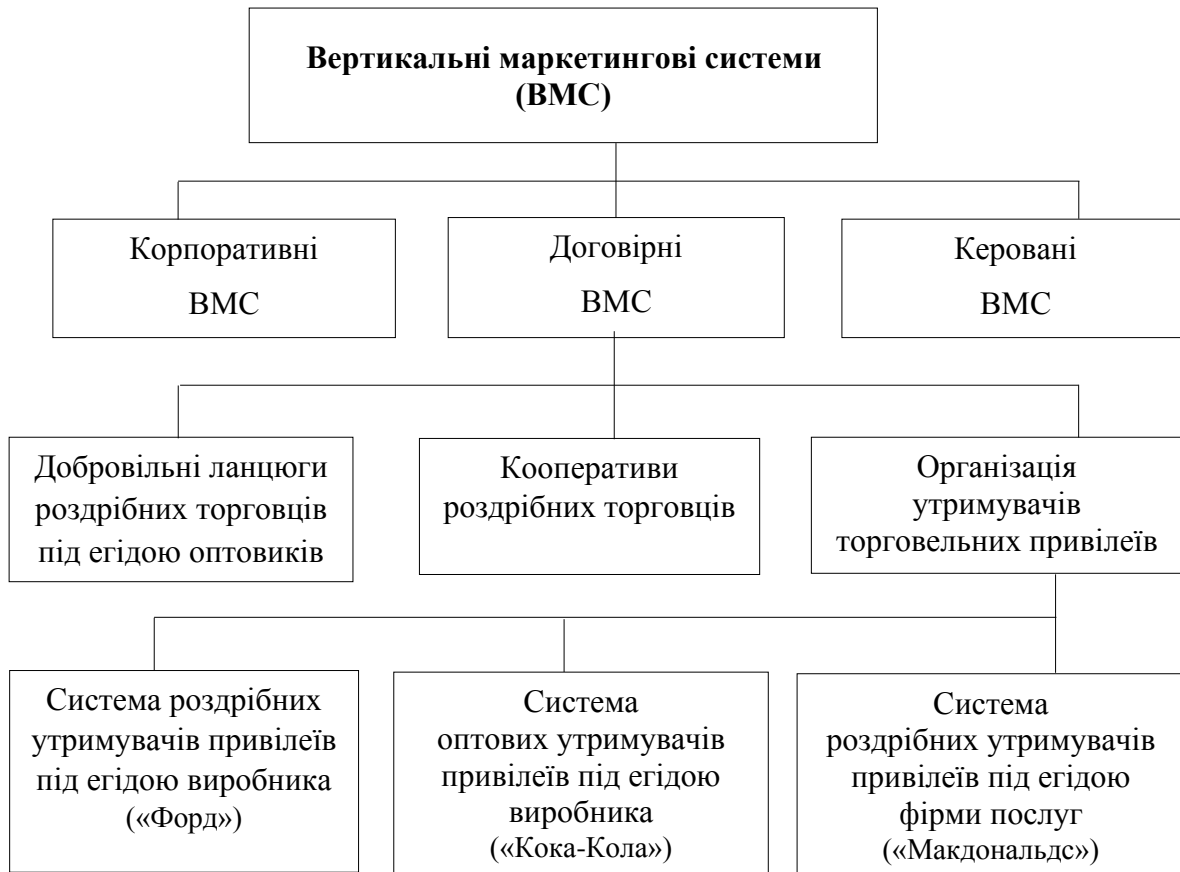 Вертикальні маркетингові системи
(ВМС)
Корпоративні
ВМС
Договірні
ВМС
Керовані
ВМС
Добровільні ланцюги
роздрібних торговців
під егідою оптовиків
Кооперативи
роздрібних торговців
Організація
утримувачів
торговельних привілеїв
Система роздрібних
утримувачів привілеїв
під егідою виробника
(«Форд»)
Система
оптових утримувачів
привілеїв під егідою
виробника
(«Кока-Кола»)
Система
роздрібних утримувачів
привілеїв під егідою
фірми послуг
(«Макдональдс»)